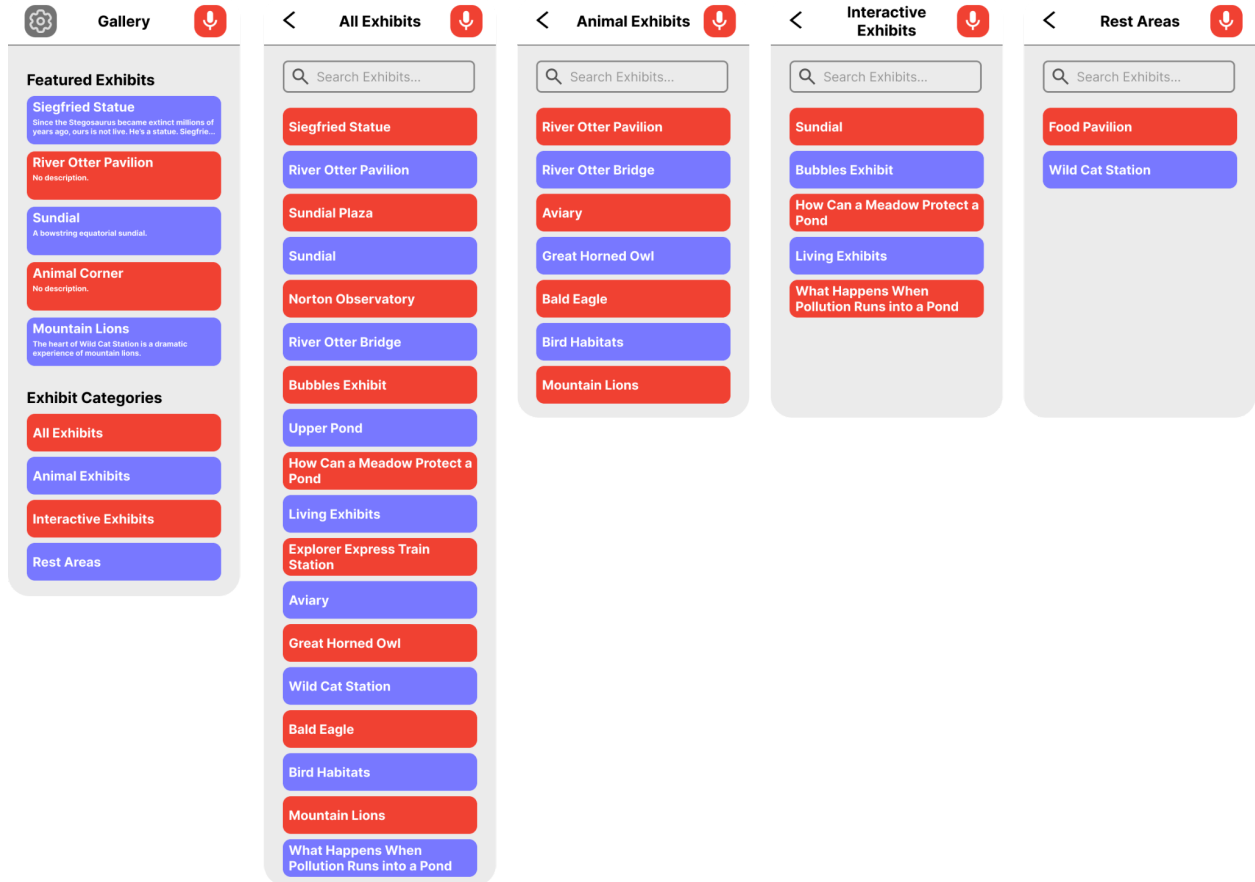 Gallery
Featured Exhibits
Siegfried Statue
Since the Stegosaurus became extinct millions of
years ago, ours is not live. He's a statue. Siegfrie...
River Otter Pavilion
No description.
Sundial
A bowstring equatorial sundial.
Animal Corner
No description.
Mountain Lions
The heart of Wild Cat Station is a dramatic
experience of mountain lions.
Exhibit Categories
All Exhibits
Animal Exhibits
Interactive Exhibits
Rest Areas
All Exhibits
Search Exhibits...
Siegfried Statue
River Otter Pavilion
Sundial Plaza
Sundial
Norton Observatory
River Otter Bridge
Bubbles Exhibit
Upper Pond
How Can a Meadow Protect a
Pond
Living Exhibits
Explorer Express Train
Station
Aviary
Great Horned Owl
Wild Cat Station
Bald Eagle
Bird Habitats
Mountain Lions
What Happens When
Pollution Runs into a Pond
Animal Exhibits
Search Exhibits...
River Otter Pavilion
River Otter Bridge
Aviary
Great Horned Owl
Bald Eagle
Bird Habitats
Mountain Lions
Interactive
Exhibits
Search Exhibits...
Sundial
Bubbles Exhibit
How Can a Meadow Protect a
Pond
Living Exhibits
What Happens When
Pollution Runs into a Pond
Rest Areas
Search Exhibits...
Food Pavilion
Wild Cat Station